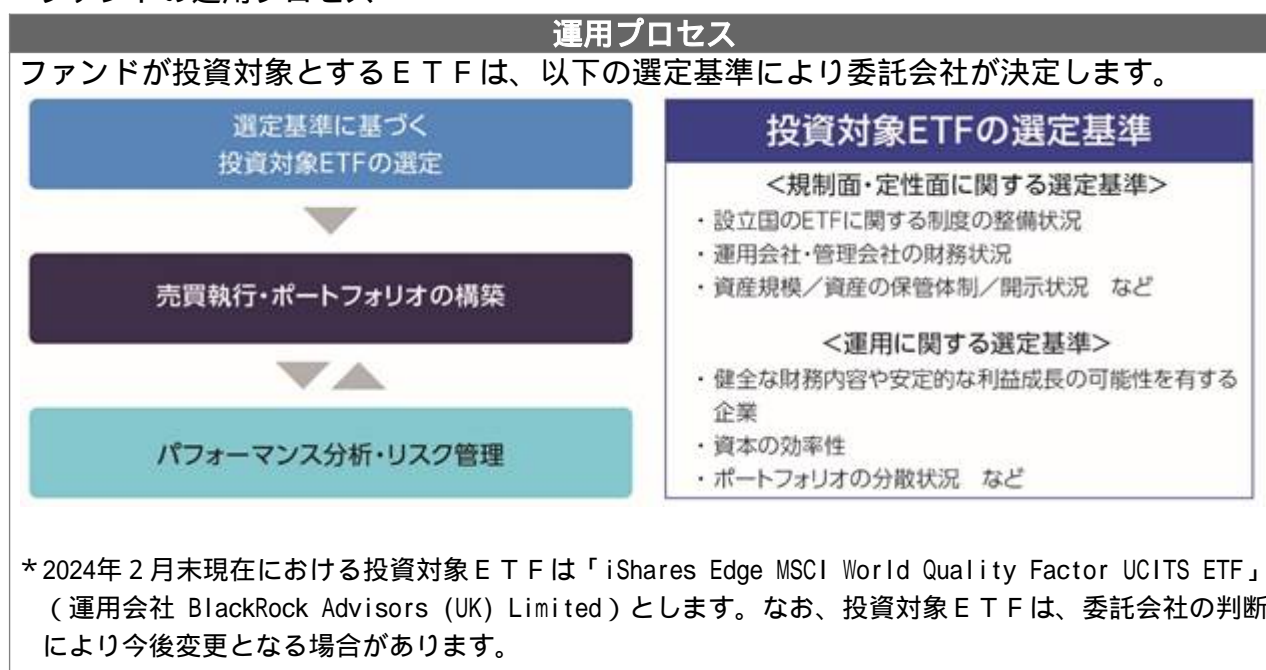 運用プロセス
ファンドが投資対象とするＥＴＦは、以下の選定基準により委託会社が決定します。
選定基準に基づく
投資対象ETFの選定
売買執行・ポートフォリオの構築
パフォーマンス分析・リスク管理
投資対象ETFの選定基準
＜規制面・定性面に関する選定基準＞
・設立国のETFに関する制度の整備状況
・運用会社・管理会社の財務状況
・資産規模／資産の保管体制／開示状況　など
＜運用に関する選定基準＞
・健全な財務内容や安定的な利益成長の可能性を有する
企業
・資本の効率性
・ポートフォリオの分散状況　など
＊2024年２月末現在における投資対象ＥＴＦは「iShares Edge MSCI World Quality Factor UCITS ETF」
（運用会社 BlackRock Advisors (UK) Limited）とします。なお、投資対象ＥＴＦは、委託会社の判断
により今後変更となる場合があります。